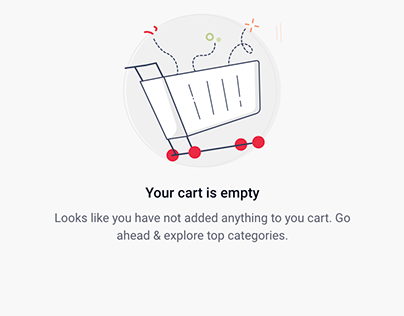 Your cart is empty
Looks like you have not added anything to you cart. Go
ahead & explore top categories.